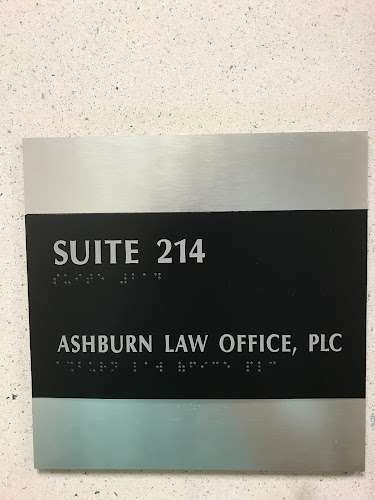 SUITE 214
ASHBURN LAW OFFICE, PLC